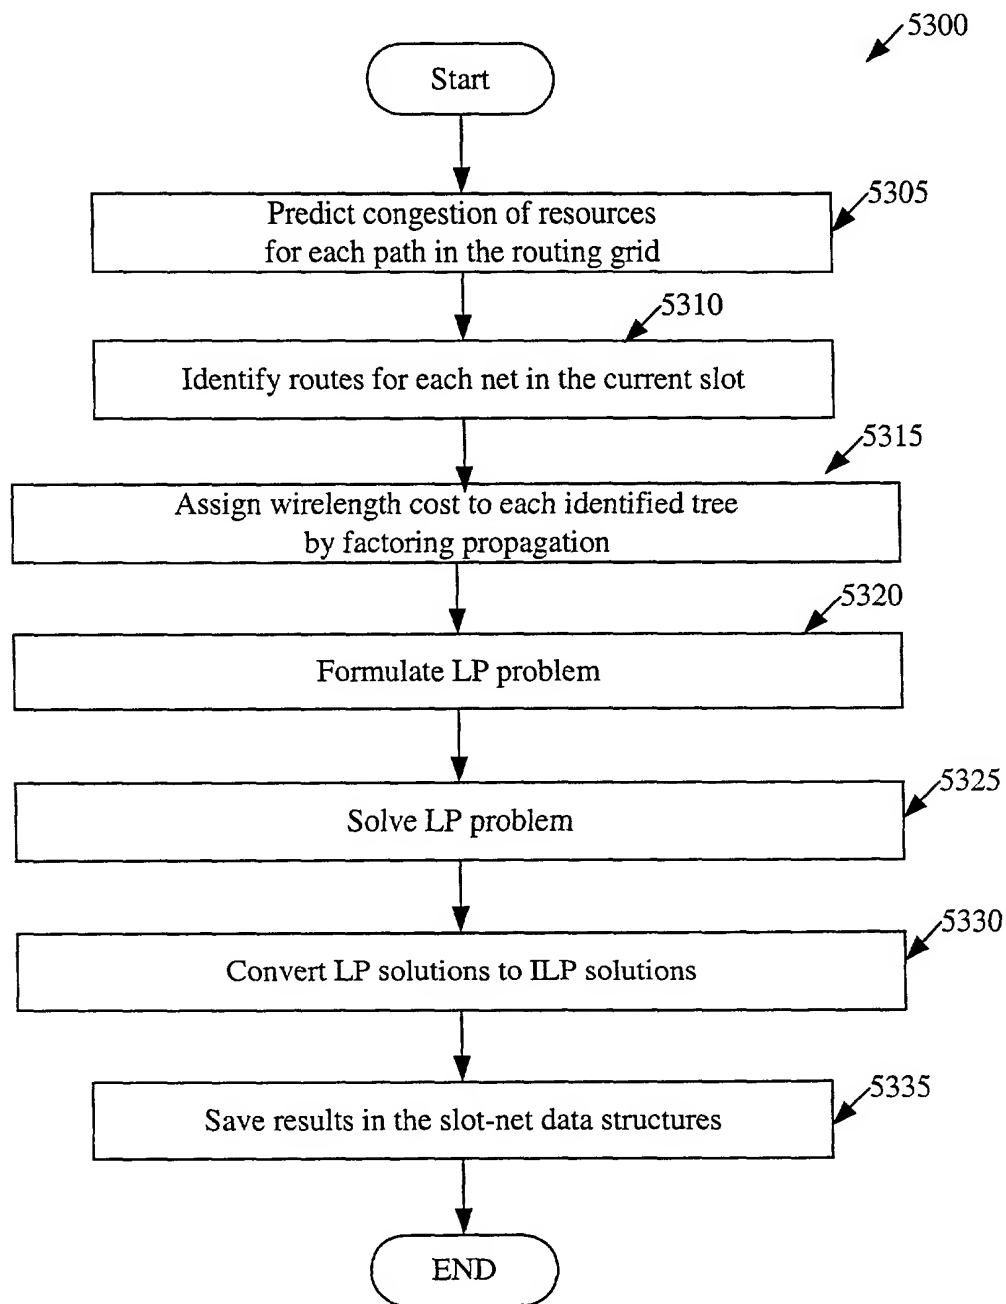 5300
Start
5305
Predict congestion of resources
for each path in the routing grid
5310
Identify routes for each net in the current slot
5315
Assign wirelength cost to each identified tree
by factoring propagation
5320
Formulate LP problem
5325
Solve LP problem
5330
Convert LP solutions to ILP solutions
5335
Save results in the slot-net data structures
END